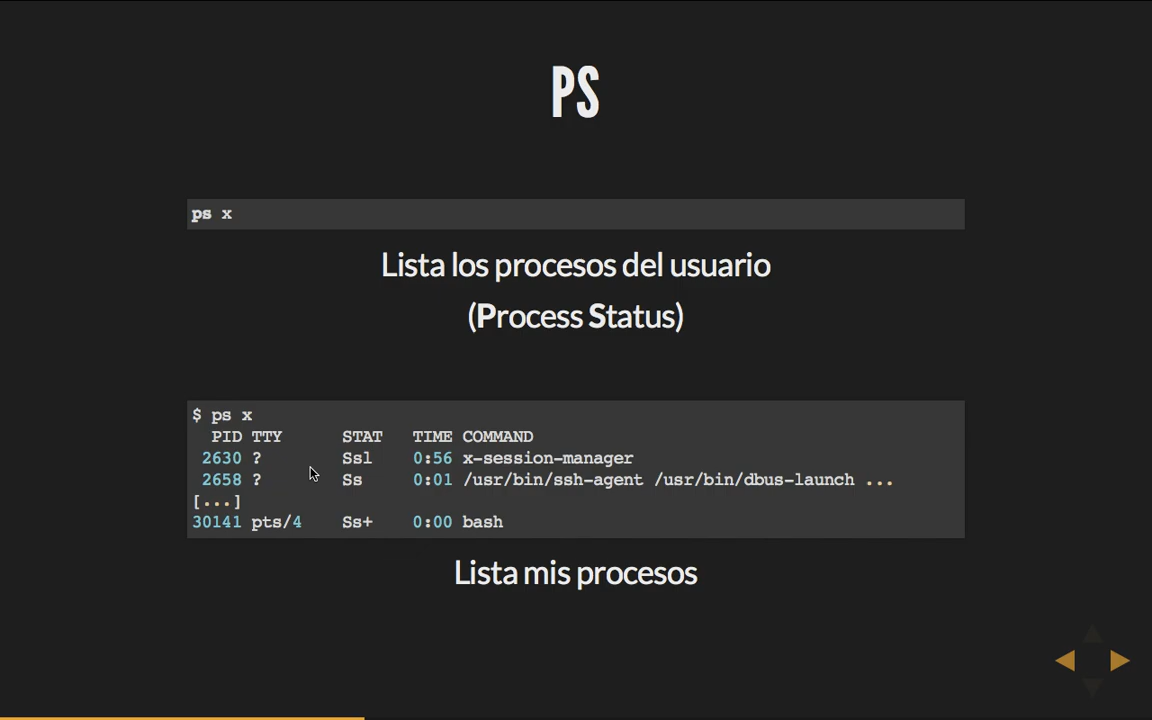 PS
ps x
Lista los procesos del usuario
(Process Status)
$ ps x
  PID TTY      STAT   TIME COMMAND
 2630 ?        Ssl    0:56 x-session-manager
 2658 ?        Ss     0:01 /usr/bin/ssh-agent /usr/bin/dbus-launch ...
[...]
30141 pts/4    Ss+    0:00 bash
Lista mis procesos